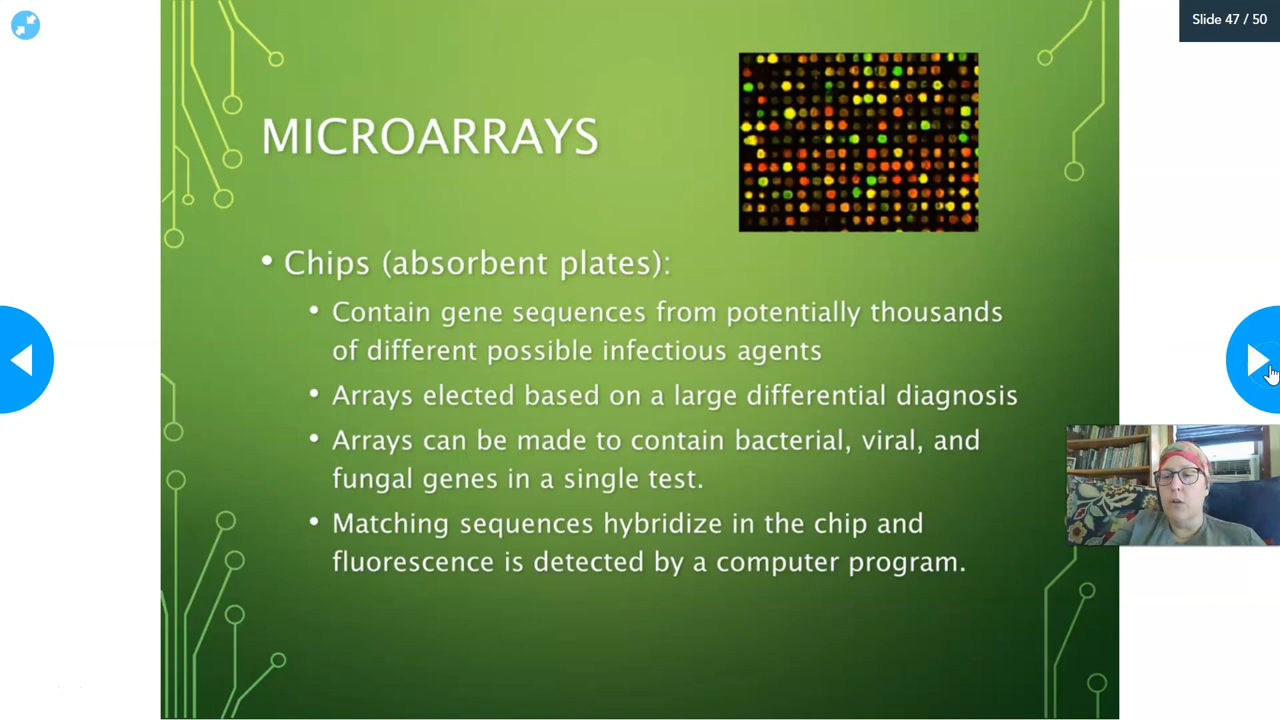 Slide 47 / 50
MICROARRAYS
• Chips (absorbent plates):
• Contain gene sequences from potentially thousands
of different possible infectious agents
• Arrays elected based on a large differential diagnosis
• Arrays can be made to contain bacterial, viral, and
fungal genes in a single test.
• Matching sequences hybridize in the chip and
fluorescence is detected by a computer program.